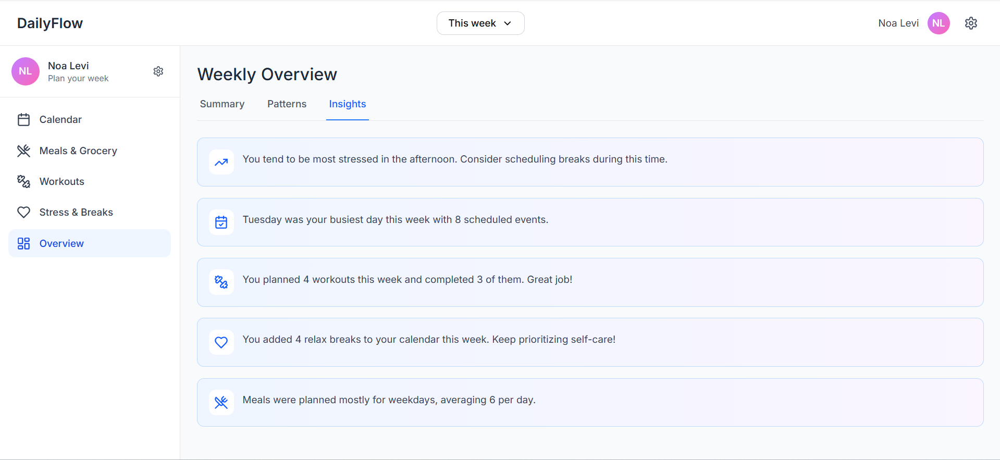 DailyFlow
This week
Noa Levi
NL
NL
Noa Levi
Plan your week
Calendar
Meals & Grocery
Workouts
Stress & Breaks
Overview
Weekly Overview
Summary
Patterns
Insights
You tend to be most stressed in the afternoon. Consider scheduling breaks during this time.
Tuesday was your busiest day this week with 8 scheduled events.
You planned 4 workouts this week and completed 3 of them. Great job!
You added 4 relax breaks to your calendar this week. Keep prioritizing self-care!
Meals were planned mostly for weekdays, averaging 6 per day.